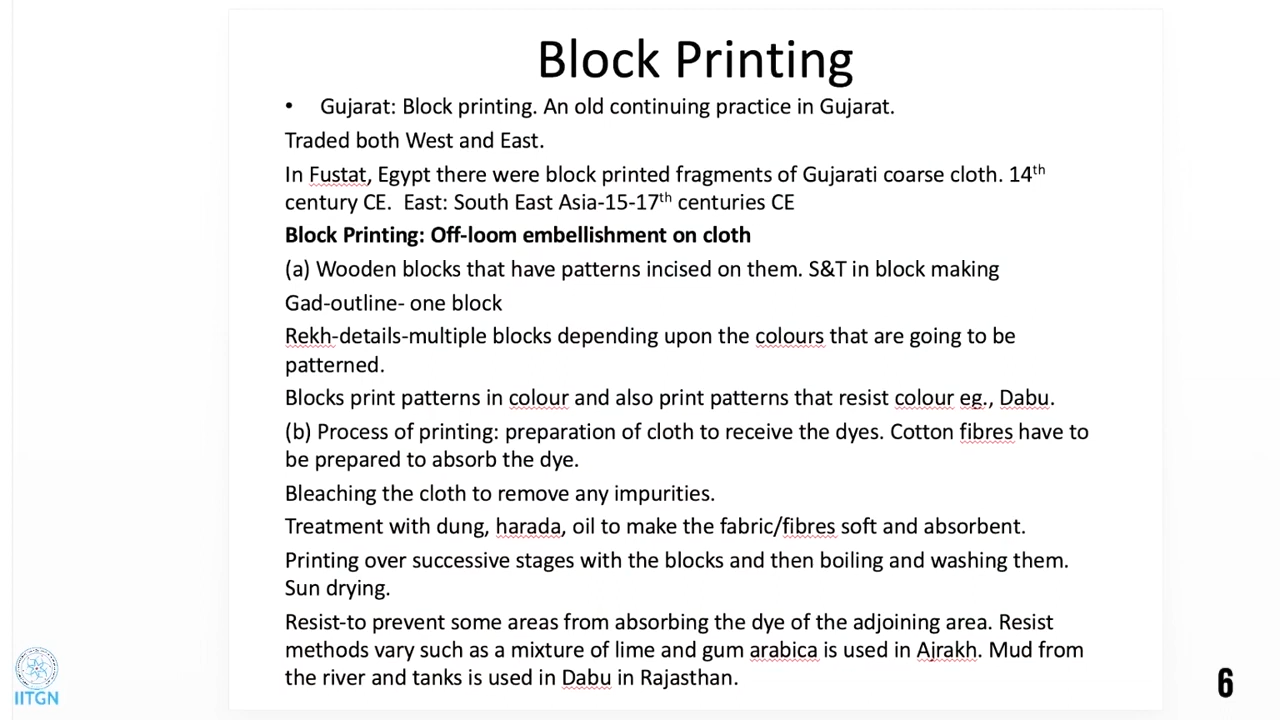 Block Printing
• Gujarat: Block printing. An old continuing practice in Gujarat.
Traded both West and East.
In Fustat, Egypt there were block printed fragments of Gujarati coarse cloth. 14th
century CE. East: South East Asia-15-17th centuries CE
Block Printing: Off-loom embellishment on cloth
(a) Wooden blocks that have patterns incised on them. S&T in block making
Gad-outline- one block
Rekh-details-multiple blocks depending upon the colours that are going to be
patterned.
Blocks print patterns in colour and also print patterns that resist colour eg., Dabu.
(b) Process of printing: preparation of cloth to receive the dyes. Cotton fibres have to
be prepared to absorb the dye.
Bleaching the cloth to remove any impurities.
Treatment with dung, harada, oil to make the fabric/fibres soft and absorbent.
Printing over successive stages with the blocks and then boiling and washing them.
Sun drying.
Resist-to prevent some areas from absorbing the dye of the adjoining area. Resist
methods vary such as a mixture of lime and gum arabica is used in Ajrakh. Mud from
the river and tanks is used in Dabu in Rajasthan.
IITGN
6